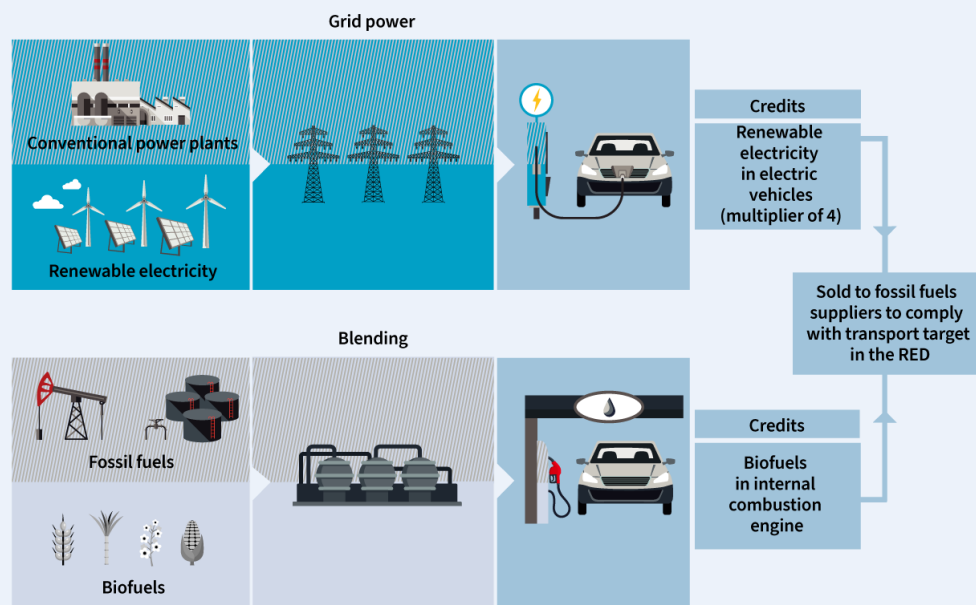 Grid power
Conventional power plants
Renewable electricity
Credits
Renewable
electricity
in electric
vehicles
(multiplier of 4)
Sold to fossil fuels
suppliers to comply
with transport target
in the RED
Blending
Fossil fuels
Biofuels
Credits
Biofuels
in internal
combustion
engine